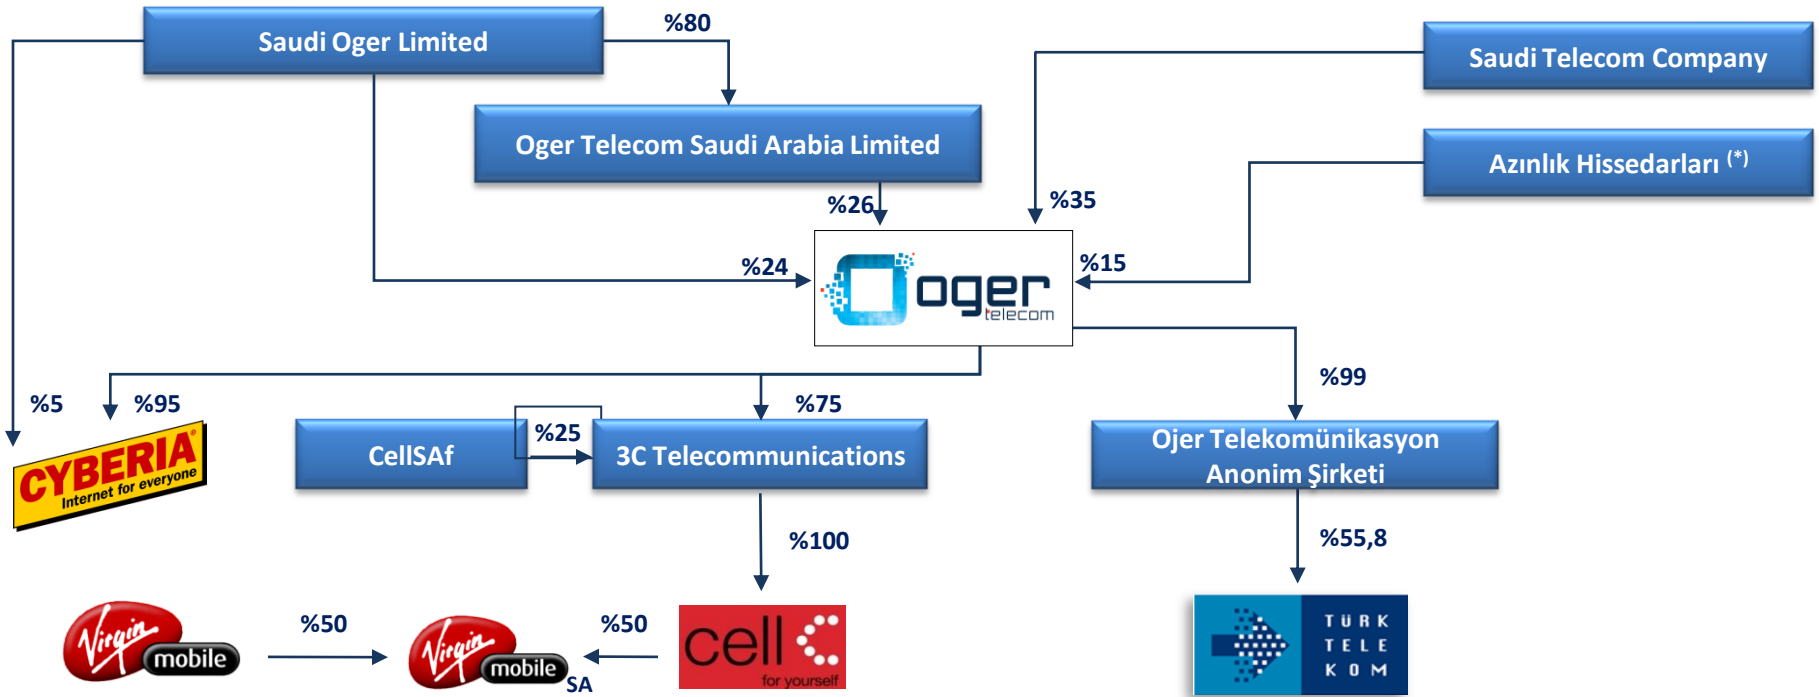 %80
Saudi Oger Limited
Saudi Telecom Company
Oger Telecom Saudi Arabia Limited
Azınlık Hissedarları (*)
%26
%35
%24
%15
oger
telecom
%99
%5
%95
%75
CYBERIA®
Internet for everyone
CellSAf
%25
3C Telecommunications
Ojer Telekomünikasyon
Anonim Şirketi
%100
%55,8
Virgin
mobile
%50
Virgin
mobile
SA
%50
cell C
for yourself
TÜRK
TELE
KOM